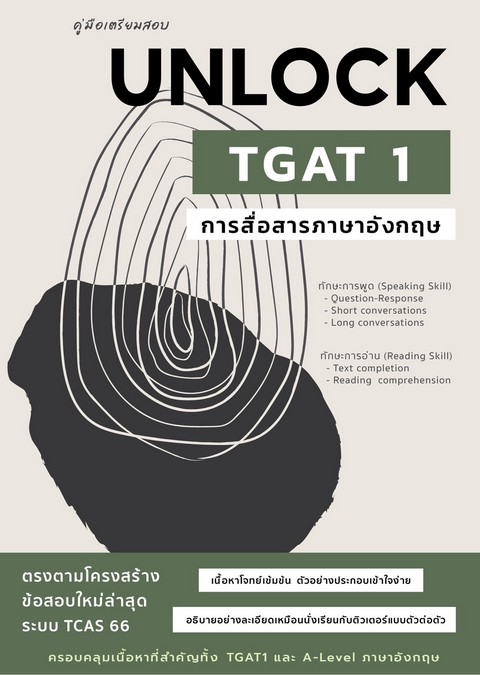 คู่มือเตรียมสอบ
UNLOCK
TGAT 1
การสื่อสารภาษาอังกฤษ
ทักษะการพูด (Speaking Skill)
- Question-Response
- Short conversations
- Long conversations
ทักษะการอ่าน (Reading Skill)
- Text completion
- Reading comprehension
ตรงตามโครงสร้าง
ข้อสอบใหม่ล่าสุด
ระบบ TCAS 66
เนื้อหาโจทย์เข้มข้น ตัวอย่างประกอบเข้าใจง่าย
อธิบายอย่างละเอียดเหมือนนั่งเรียนกับติวเตอร์แบบตัวต่อตัว
ครอบคลุมเนื้อหาที่สำคัญทั้ง TGAT1 และ A-Level ภาษาอังกฤษ